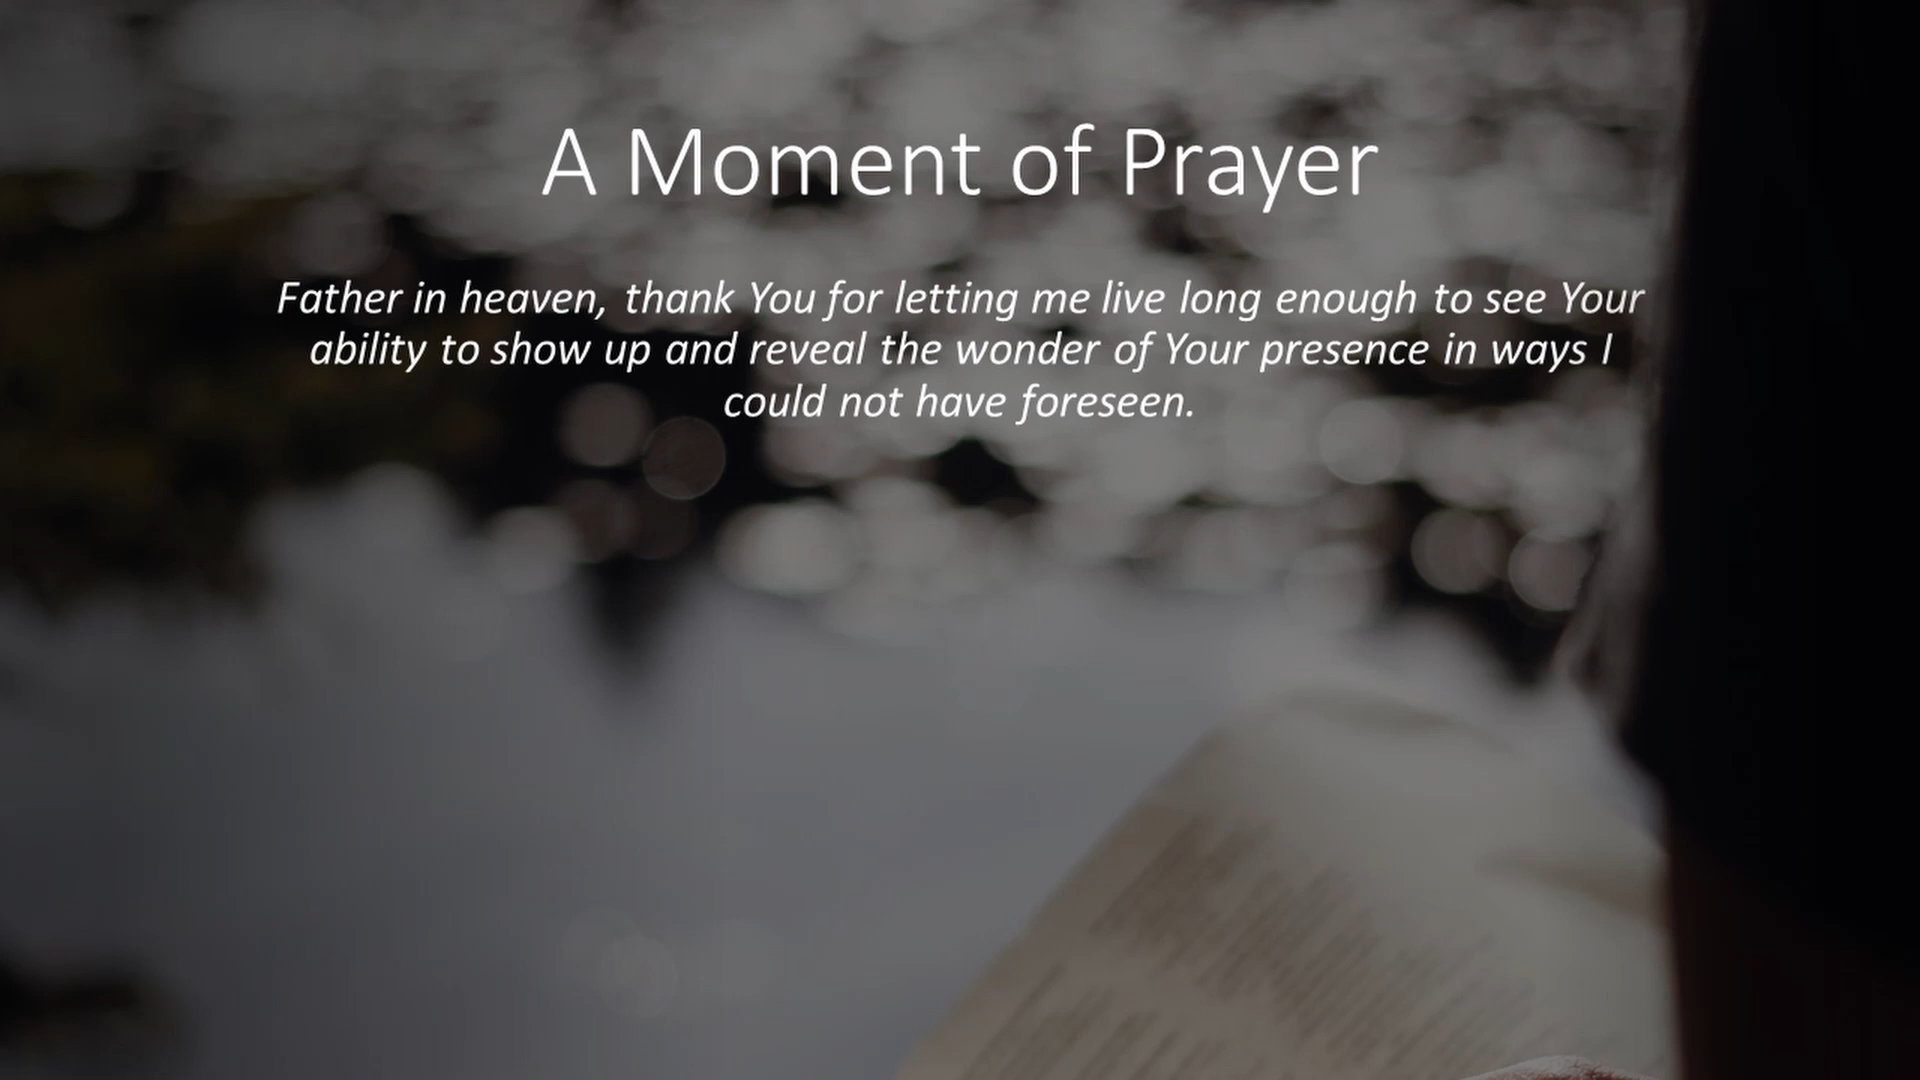 A Moment of Prayer
Father in heaven, thank You for letting me live long enough to see Your
ability to show up and reveal the wonder of Your presence in ways I
could not have foreseen.